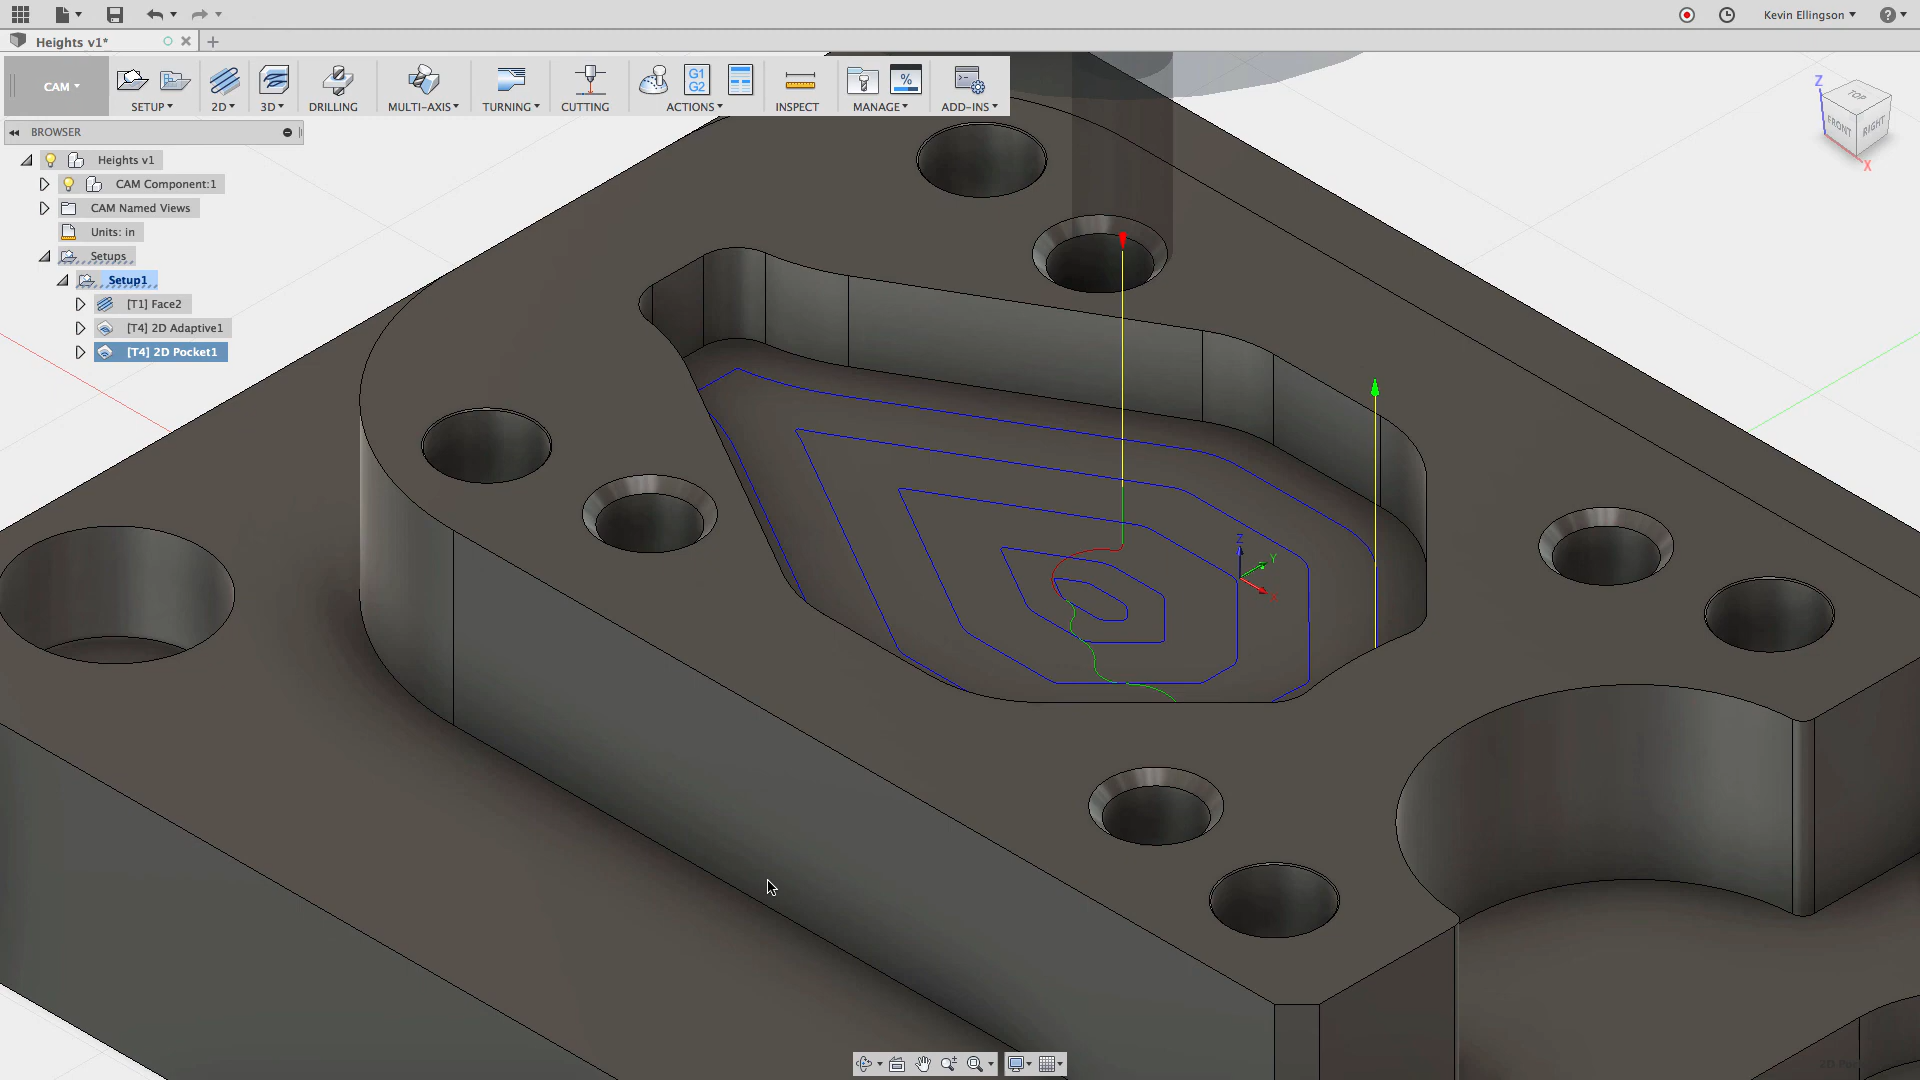 Kevin Ellingson
?
Heights v1*
CAM
SETUP
2D
3D
DRILLING
MULTI-AXIS
TURNING
CUTTING
G1
G2
ACTIONS
INSPECT
%
MANAGE
ADD-INS
BROWSER
Heights v1
CAM Component:1
CAM Named Views
Units: in
Setups
Setup1
[T1] Face2
[T4] 2D Adaptive1
[T4] 2D Pocket1
Z
TOP
FRONT
RIGHT
X
Z
Y
X